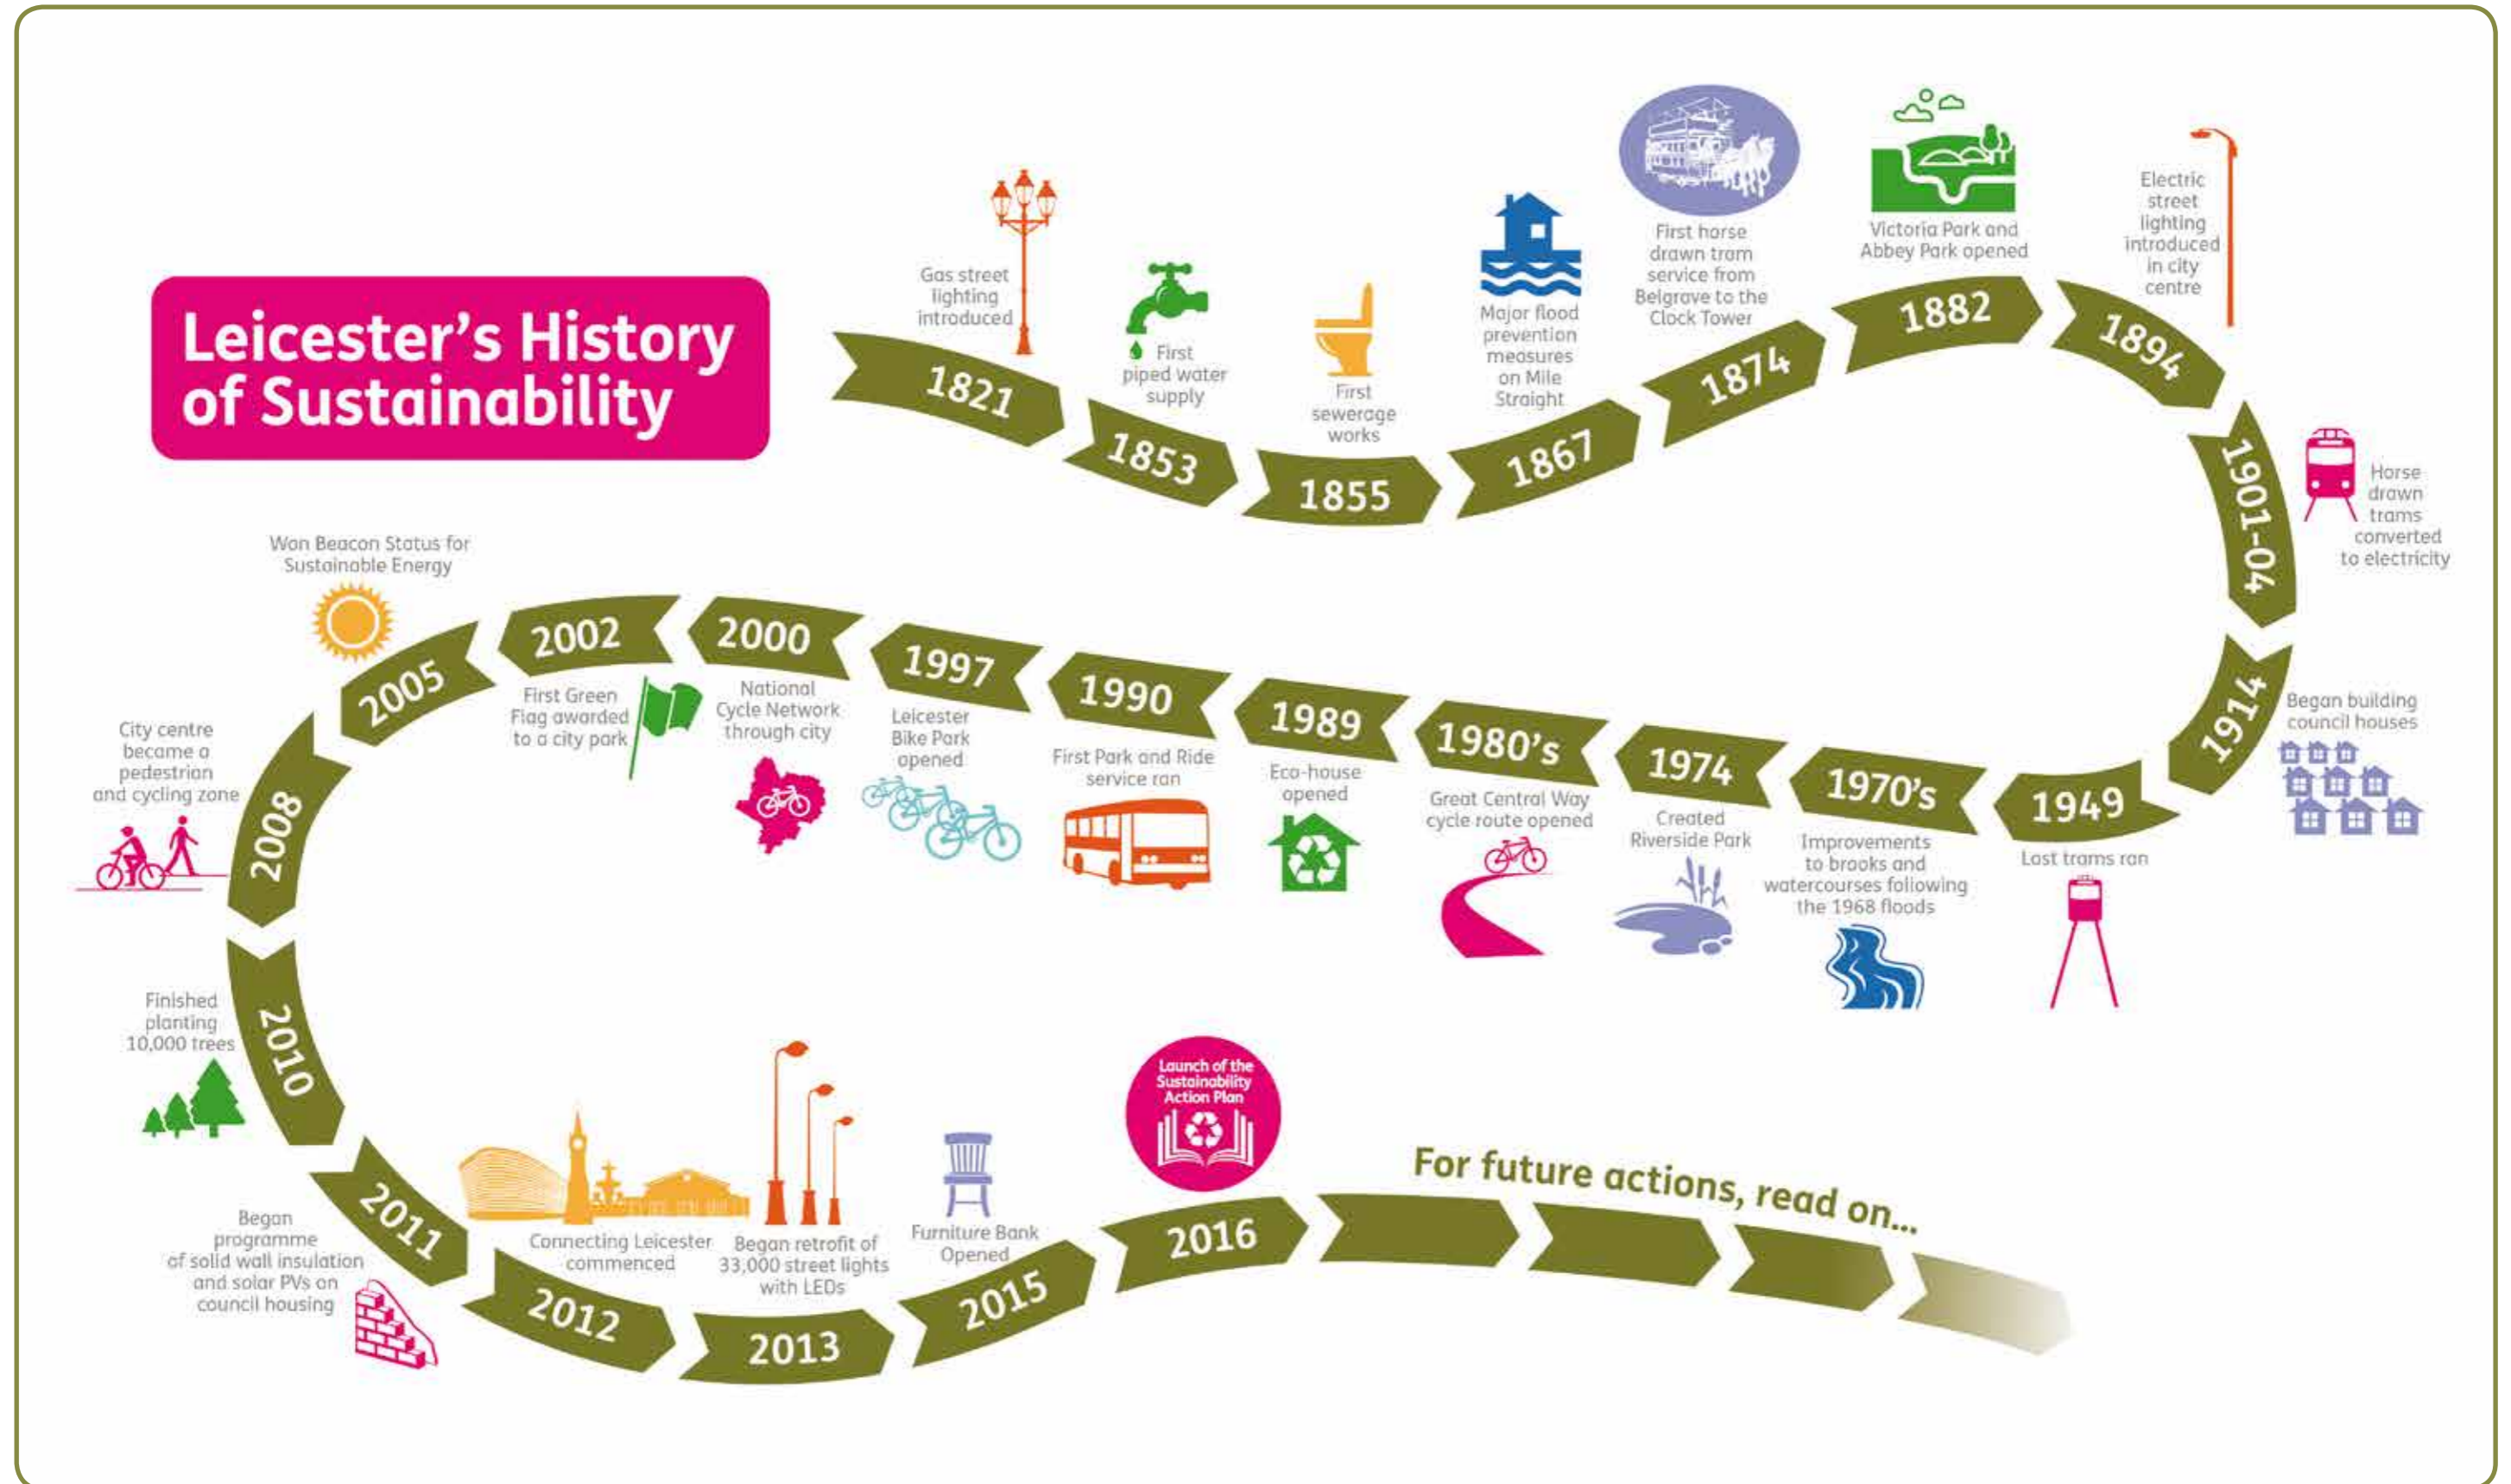 Leicester's History
of Sustainability
Gas street
lighting
introduced
1821
First
piped water
supply
1853
First
sewerage
works
1855
Major flood
prevention
measures
on Mile
Straight
1867
First horse
drawn tram
service from
Belgrave to the
Clock Tower
1874
Victoria Park and
Abbey Park opened
1882
Electric
street
lighting
introduced
in city
centre
1894
Horse
drawn
trams
converted
to electricity
1901-04
Began building
council houses
1914
Last trams ran
1949
Improvements
to brooks and
watercourses following
the 1968 floods
1970's
Created
Riverside Park
1974
Great Central Way
cycle route opened
1980's
Eco-house
opened
1989
First Park and Ride
service ran
1990
Leicester
Bike Park
opened
1997
National
Cycle Network
through city
2000
First Green
Flag awarded
to a city park
2002
Won Beacon Status for
Sustainable Energy
2005
City centre
became a
pedestrian
and cycling zone
2008
Finished
planting
10,000 trees
2010
Began
programme
of solid wall insulation
and solar PVs on
council housing
2011
Connecting Leicester
commenced
2012
Began retrofit of
33,000 street lights
with LEDs
2013
Furniture Bank
Opened
2015
Launch of the
Sustainability
Action Plan
2016
For future actions, read on...